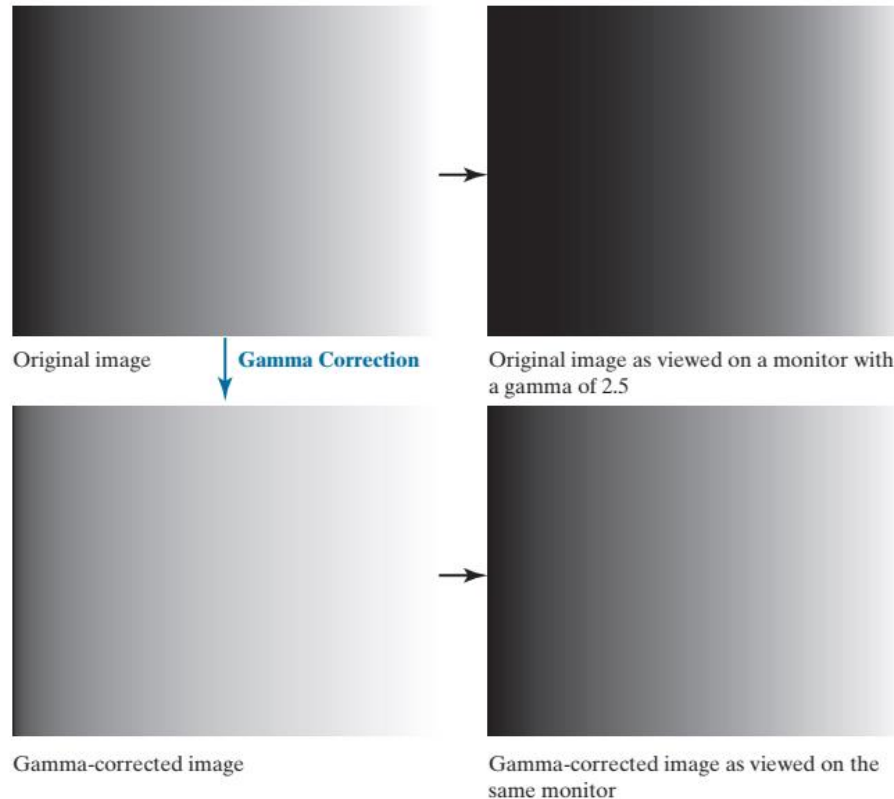 Original image
Gamma Correction
Original image as viewed on a monitor with
a gamma of 2.5
Gamma-corrected image
Gamma-corrected image as viewed on the
same monitor